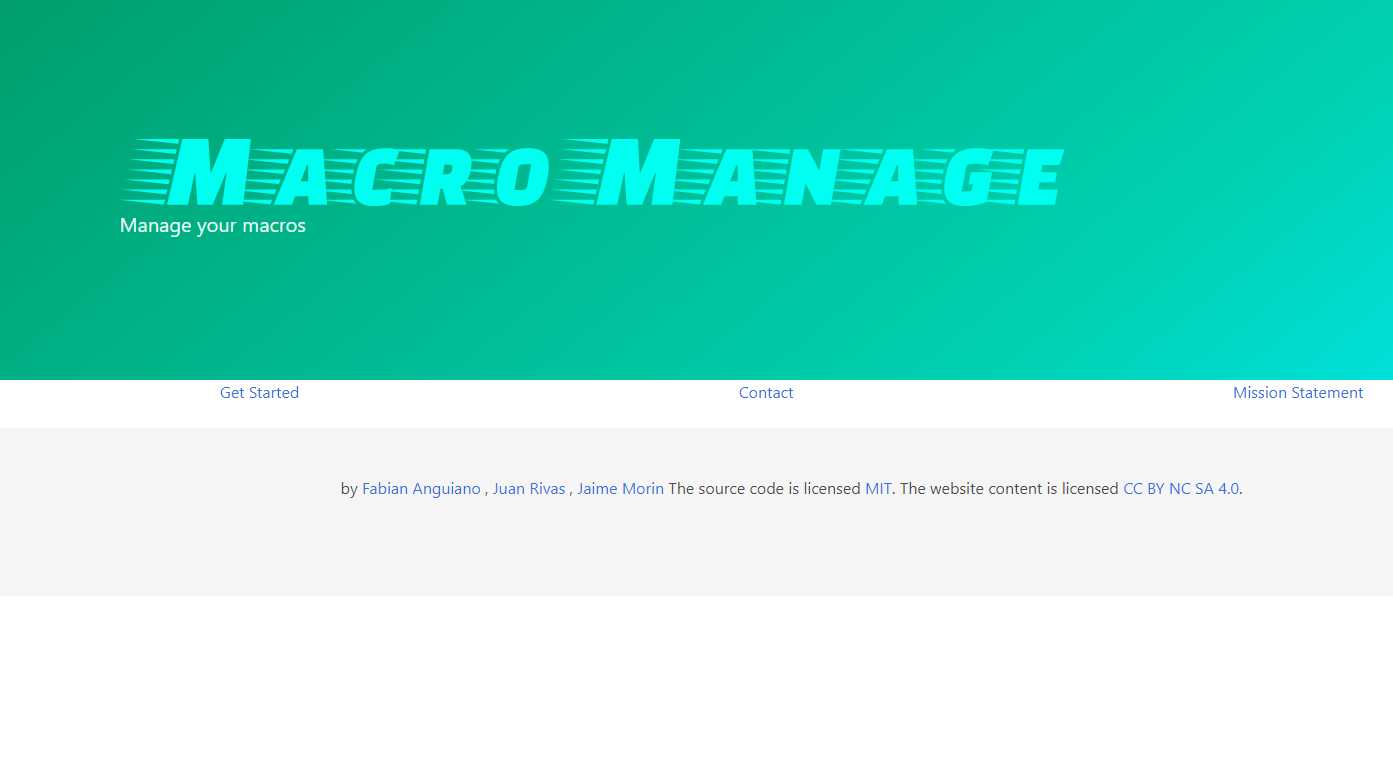 Macro Manage
Manage your macros
Get Started Contact Mission Statement
by Fabian Anguiano , Juan Rivas , Jaime Morin The source code is licensed MIT. The website content is licensed CC BY NC SA 4.0.